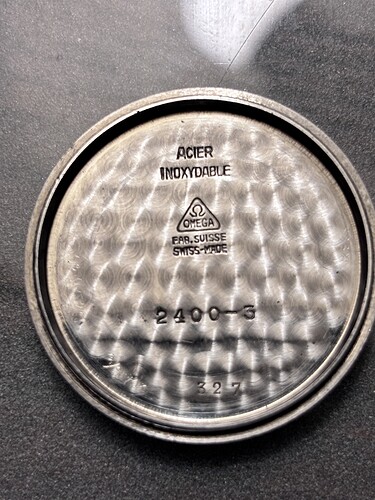 ACIER
INOXYDABLE
Ω
OMEGA
FAB. SUISSE
SWISS-MADE
2400-3
327